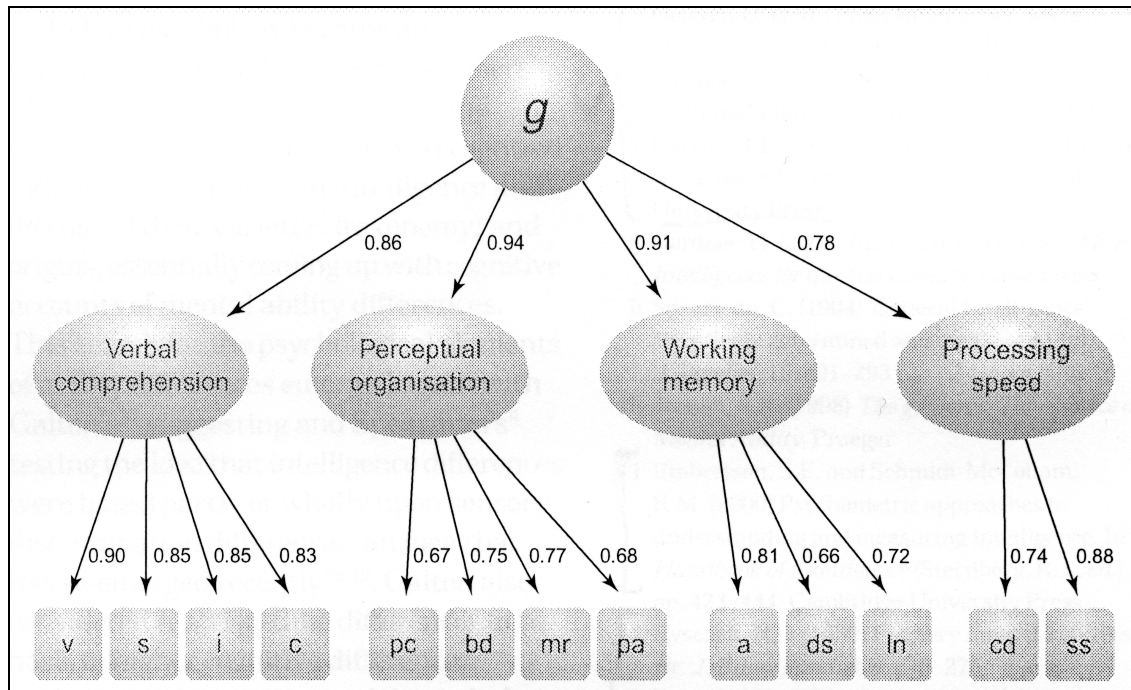 g
0.86
0.94
0.91
0.78
Verbal
comprehension
Perceptual
organisation
Working
memory
Processing
speed
0.90
0.85
0.85
0.83
0.67
0.75
0.77
0.68
0.81
0.66
0.72
0.74
0.88
v
s
i
c
pc
bd
mr
pa
a
ds
ln
cd
ss